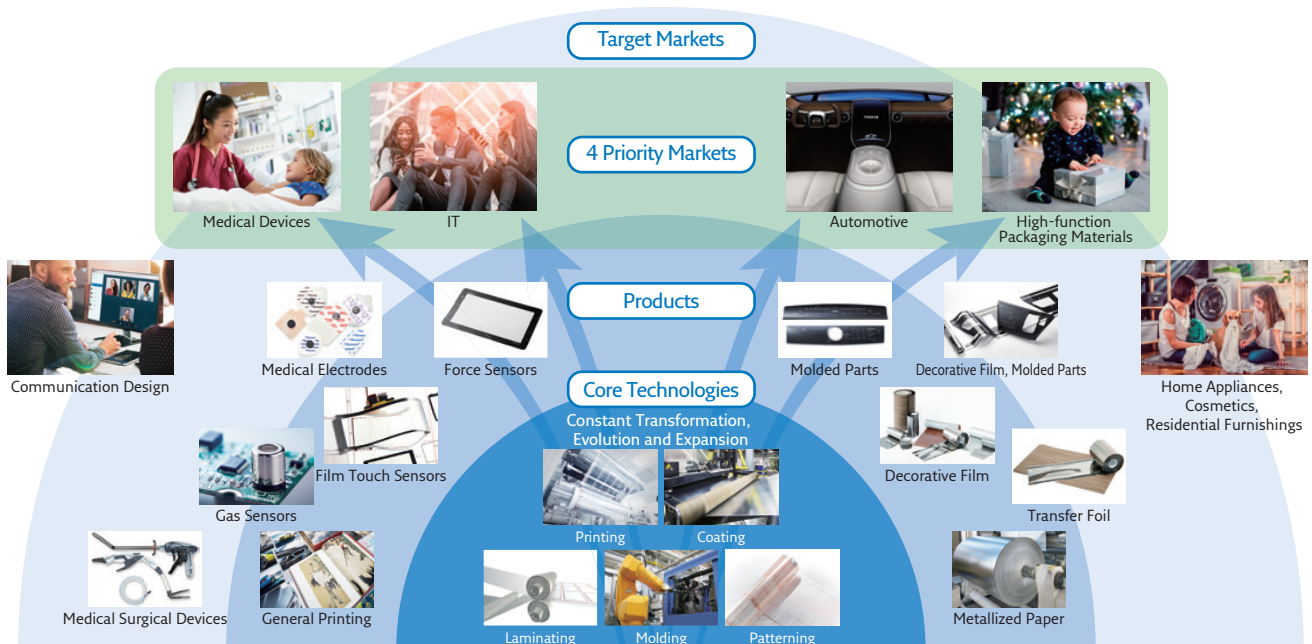 Target Markets
4 Priority Markets
Medical Devices
IT
Automotive
High-function
Packaging Materials
Products
Communication Design
Medical Electrodes
Force Sensors
Molded Parts
Decorative Film, Molded Parts
Home Appliances,
Cosmetics,
Residential Furnishings
Core Technologies
Constant Transformation,
Evolution and Expansion
Film Touch Sensors
Decorative Film
Gas Sensors
Transfer Foil
Printing
Coating
Medical Surgical Devices
General Printing
Metallized Paper
Laminating
Molding
Patterning